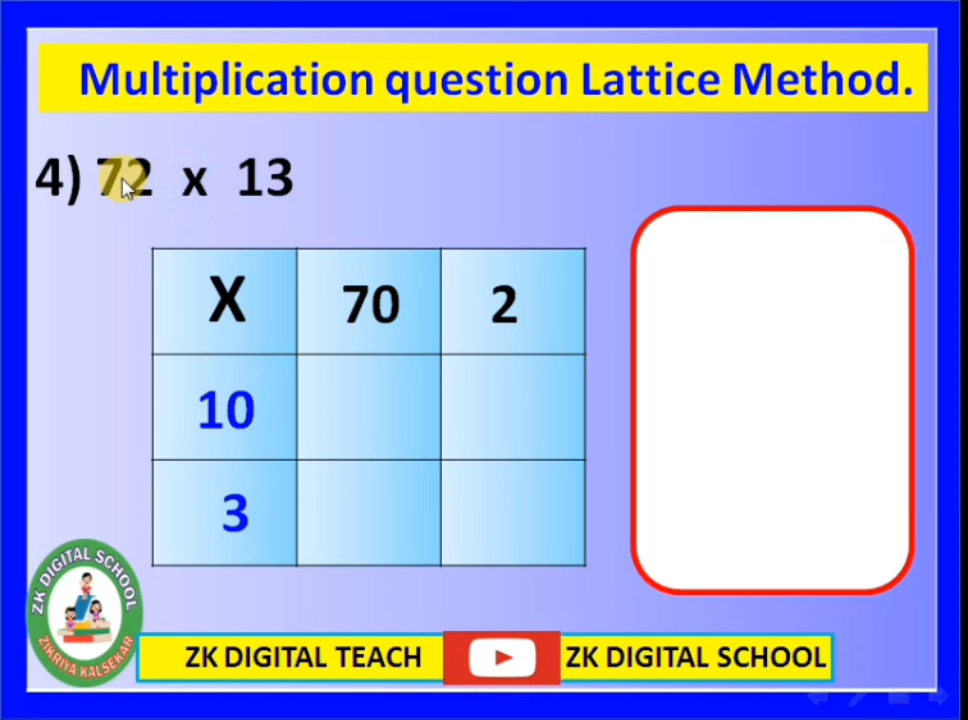 Multiplication question Lattice Method.
4) 72 x 13
X 70 2
10
3
ZK DIGITAL SCHOOL
ZIKRIYA KALSEKAR
ZK DIGITAL TEACH
ZK DIGITAL SCHOOL